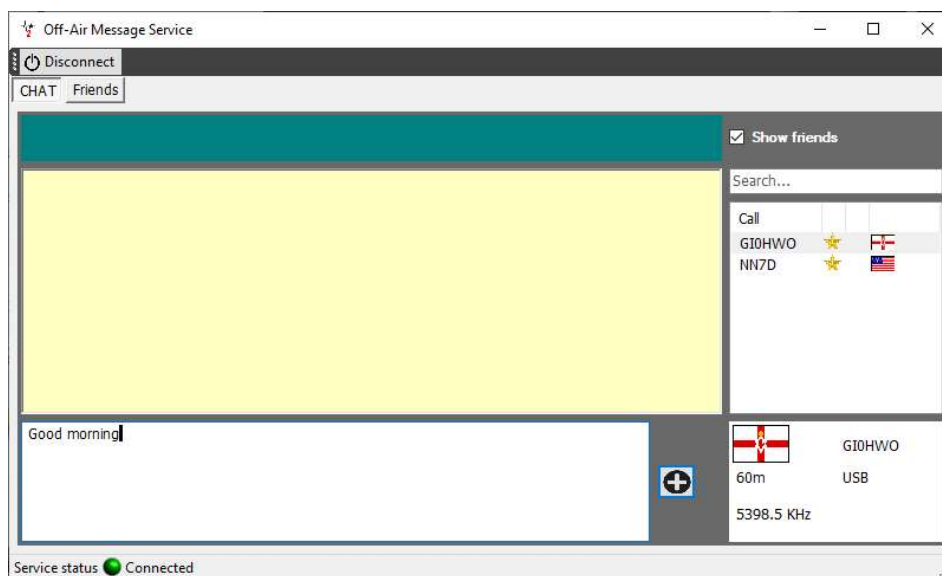 Off-Air Message Service
Disconnect
CHAT Friends
Show friends
Search...
Call
GI0HWO
NN7D
Good morning
GI0HWO
60m USB
5398.5 KHz
Service status Connected